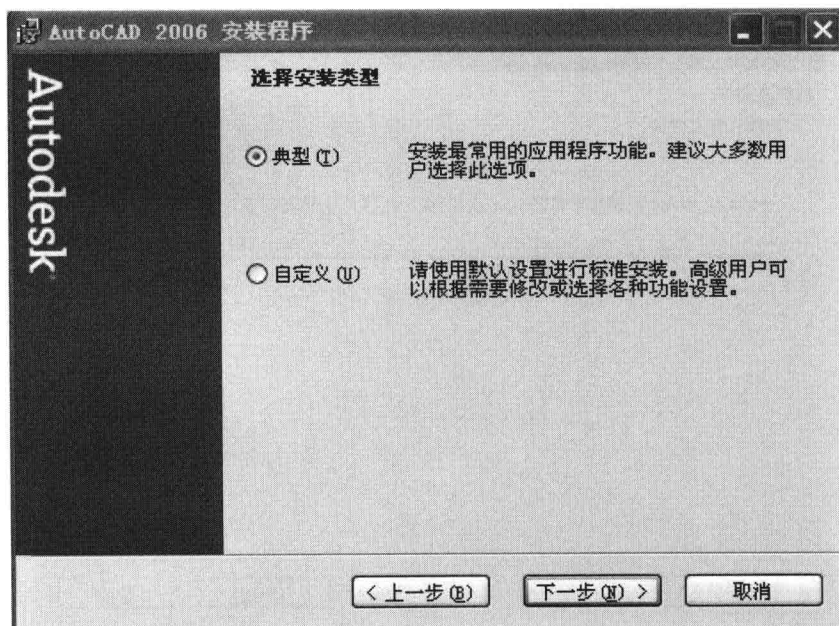 AutoCAD 2006 安装程序
Autodesk
选择安装类型
典型(T)
安装最常用的应用程序功能。建议大多数用
户选择此选项。
自定义(U)
请使用默认设置进行标准安装。高级用户可
以根据需要修改或选择各种功能设置。
< 上一步(B)
下一步(N) >
取消